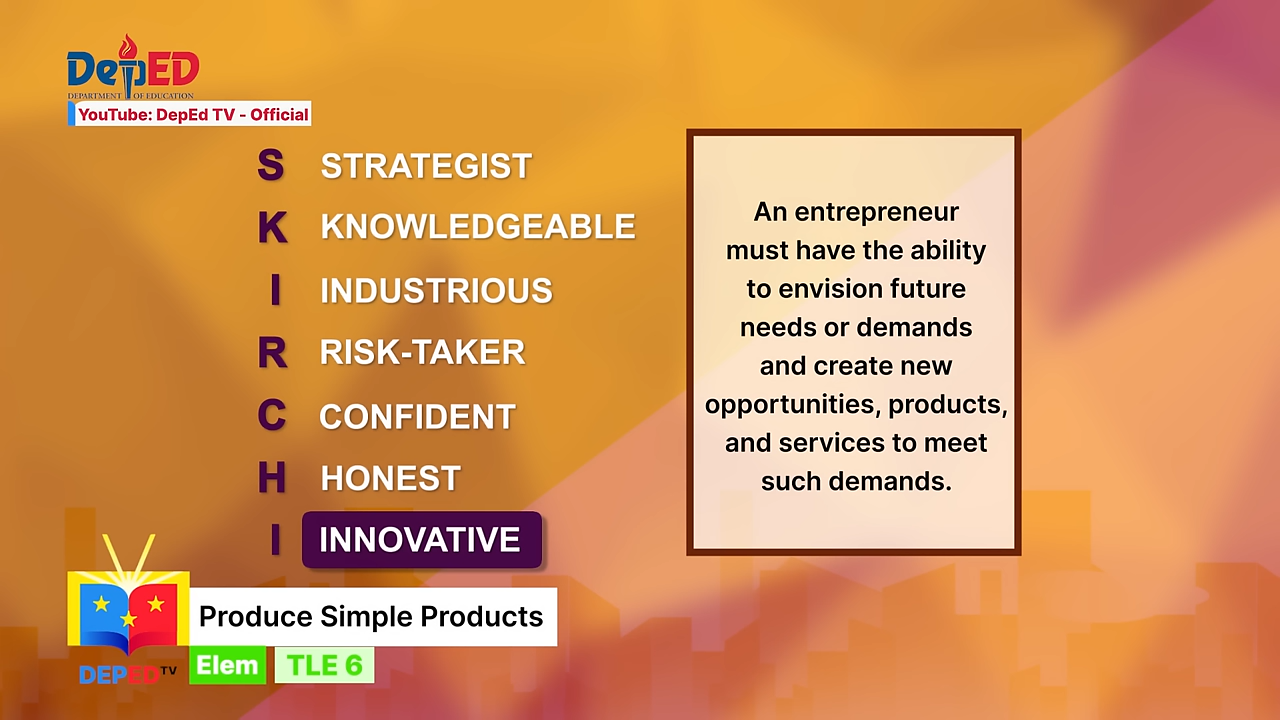 DepED
DEPARTMENT OF EDUCATION
YouTube: DepEd TV - Official
S STRATEGIST
K KNOWLEDGEABLE
I INDUSTRIOUS
R RISK-TAKER
C CONFIDENT
H HONEST
I INNOVATIVE
An entrepreneur
must have the ability
to envision future
needs or demands
and create new
opportunities, products,
and services to meet
such demands.
Produce Simple Products
DEPED TV
Elem TLE 6